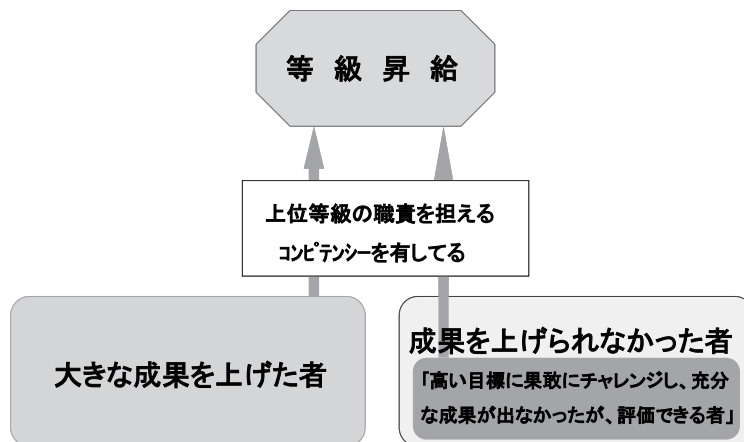 等級昇給
上位等級の職責を担える
コンピテンシーを有してる
大きな成果を上げた者
成果を上げられなかった者
「高い目標に果敢にチャレンジし、充分
な成果が出なかったが、評価できる者」